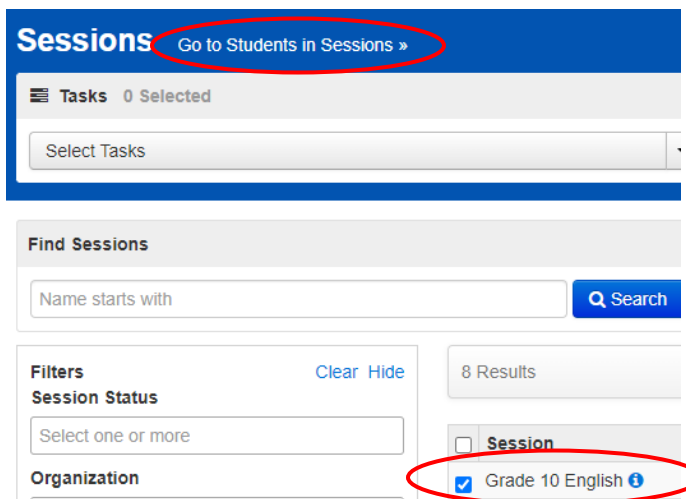 Sessions Go to Students in Sessions »
Tasks 0 Selected
Select Tasks
Find Sessions
Name starts with
Search
Filters Clear Hide
Session Status
Select one or more
Organization
8 Results
Session
Grade 10 English